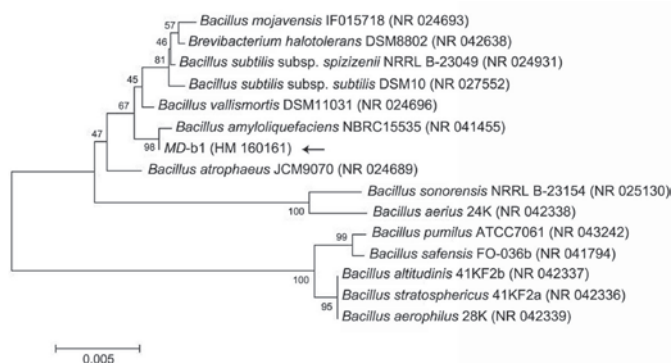 57
Bacillus mojavensis IF015718 (NR 024693)
46
Brevibacterium halotolerans DSM8802 (NR 042638)
81
Bacillus subtilis subsp. spizizenii NRRL B-23049 (NR 024931)
45
Bacillus subtilis subsp. subtilis DSM10 (NR 027552)
67
Bacillus vallismortis DSM11031 (NR 024696)
47
Bacillus amyloliquefaciens NBRC15535 (NR 041455)
98
MD-b1 (HM 160161) ←
Bacillus atrophaeus JCM9070 (NR 024689)
Bacillus sonorensis NRRL B-23154 (NR 025130)
100
Bacillus aerius 24K (NR 042338)
Bacillus pumilus ATCC7061 (NR 043242)
99
Bacillus safensis FO-036b (NR 041794)
100
Bacillus altitudinis 41KF2b (NR 042337)
Bacillus stratosphericus 41KF2a (NR 042336)
95
Bacillus aerophilus 28K (NR 042339)
0.005